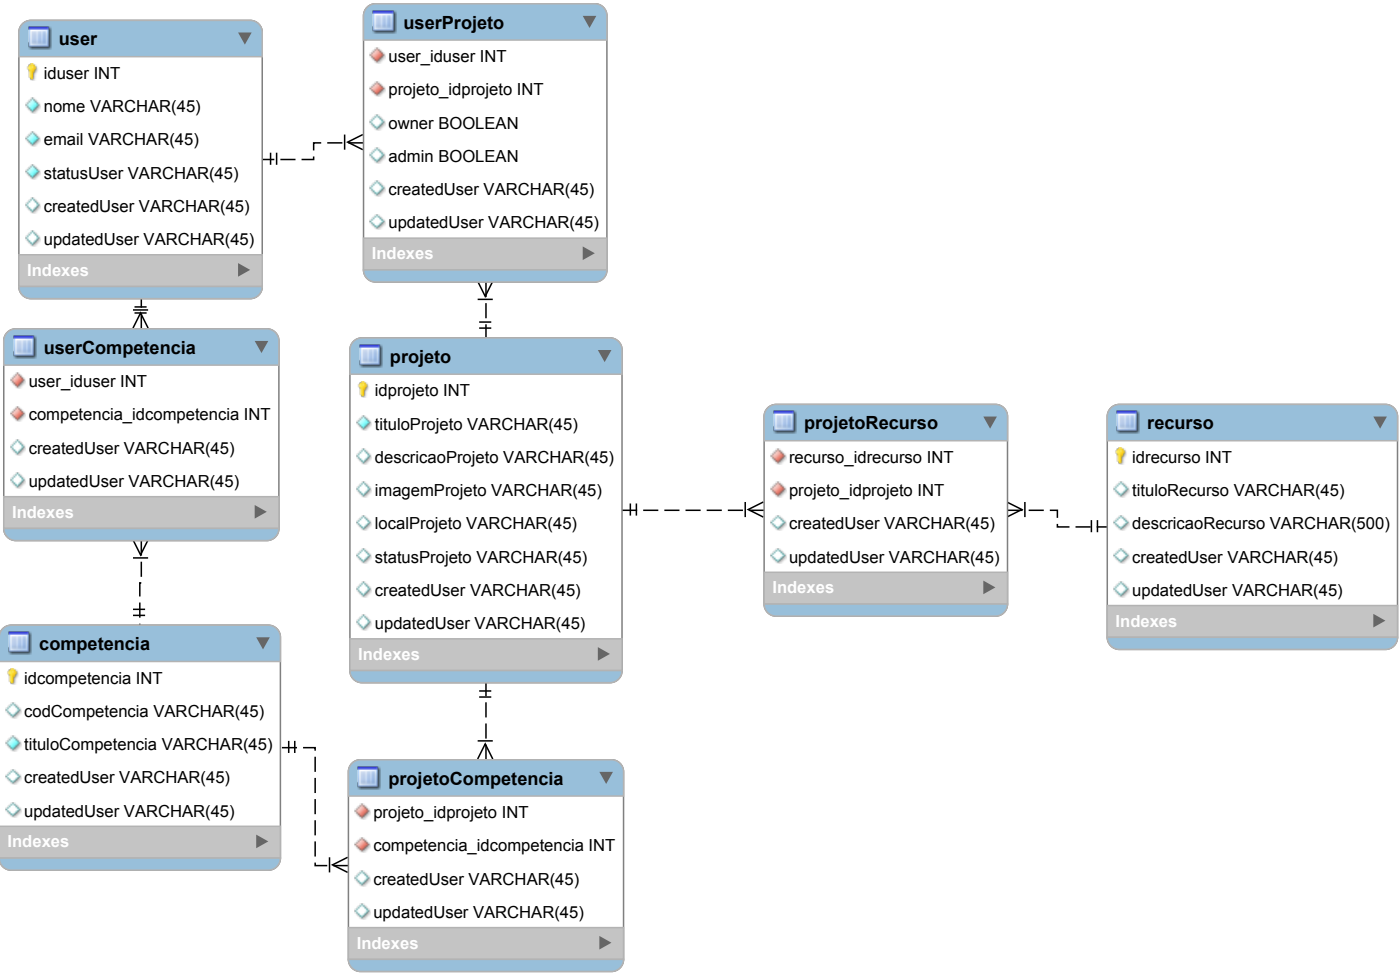 user
iduser INT
nome VARCHAR(45)
email VARCHAR(45)
statusUser VARCHAR(45)
createdUser VARCHAR(45)
updatedUser VARCHAR(45)
Indexes
userProjeto
user_iduser INT
projeto_idprojeto INT
owner BOOLEAN
admin BOOLEAN
createdUser VARCHAR(45)
updatedUser VARCHAR(45)
Indexes
userCompetencia
user_iduser INT
competencia_idcompetencia INT
createdUser VARCHAR(45)
updatedUser VARCHAR(45)
Indexes
projeto
idprojeto INT
tituloProjeto VARCHAR(45)
descricaoProjeto VARCHAR(45)
imagemProjeto VARCHAR(45)
localProjeto VARCHAR(45)
statusProjeto VARCHAR(45)
createdUser VARCHAR(45)
updatedUser VARCHAR(45)
Indexes
projetoRecurso
recurso_idrecurso INT
projeto_idprojeto INT
createdUser VARCHAR(45)
updatedUser VARCHAR(45)
Indexes
recurso
idrecurso INT
tituloRecurso VARCHAR(45)
descricaoRecurso VARCHAR(500)
createdUser VARCHAR(45)
updatedUser VARCHAR(45)
Indexes
competencia
idcompetencia INT
codCompetencia VARCHAR(45)
tituloCompetencia VARCHAR(45)
createdUser VARCHAR(45)
updatedUser VARCHAR(45)
Indexes
projetoCompetencia
projeto_idprojeto INT
competencia_idcompetencia INT
createdUser VARCHAR(45)
updatedUser VARCHAR(45)
Indexes